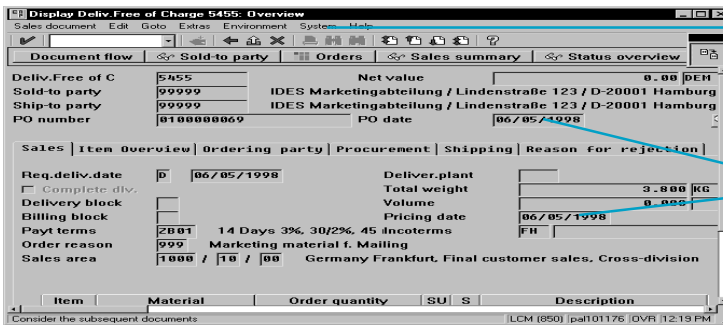 Display Deliv.Free of Charge 5455: Overview
Sales document Edit Goto Extras Environment System Help
Document flow Sold-to party Orders Sales summary Status overview
Deliv.Free of C 5455 Net value 0.00 DEM
Sold-to party 99999 IDES Marketingabteilung / Lindenstraße 123 / D-20001 Hamburg
Ship-to party 99999 IDES Marketingabteilung / Lindenstraße 123 / D-20001 Hamburg
PO number 0100000069 PO date 06/05/1998
Sales Item Overview Ordering party Procurement Shipping Reason for rejection
Req.deliv.date D 06/05/1998 Deliver.plant
Complete dlv. Total weight 3.800 KG
Delivery block Volume 0.000
Billing block Pricing date 06/05/1998
Payt terms ZB01 14 Days 3%, 30/2%, 45 Incoterms FH
Order reason 999 Marketing material f. Mailing
Sales area 1000 / 10 / 00 Germany Frankfurt, Final customer sales, Cross-division
Item Material Order quantity SU S Description
Consider the subsequent documents LCM (850) pal101176 OVR 12:19 PM